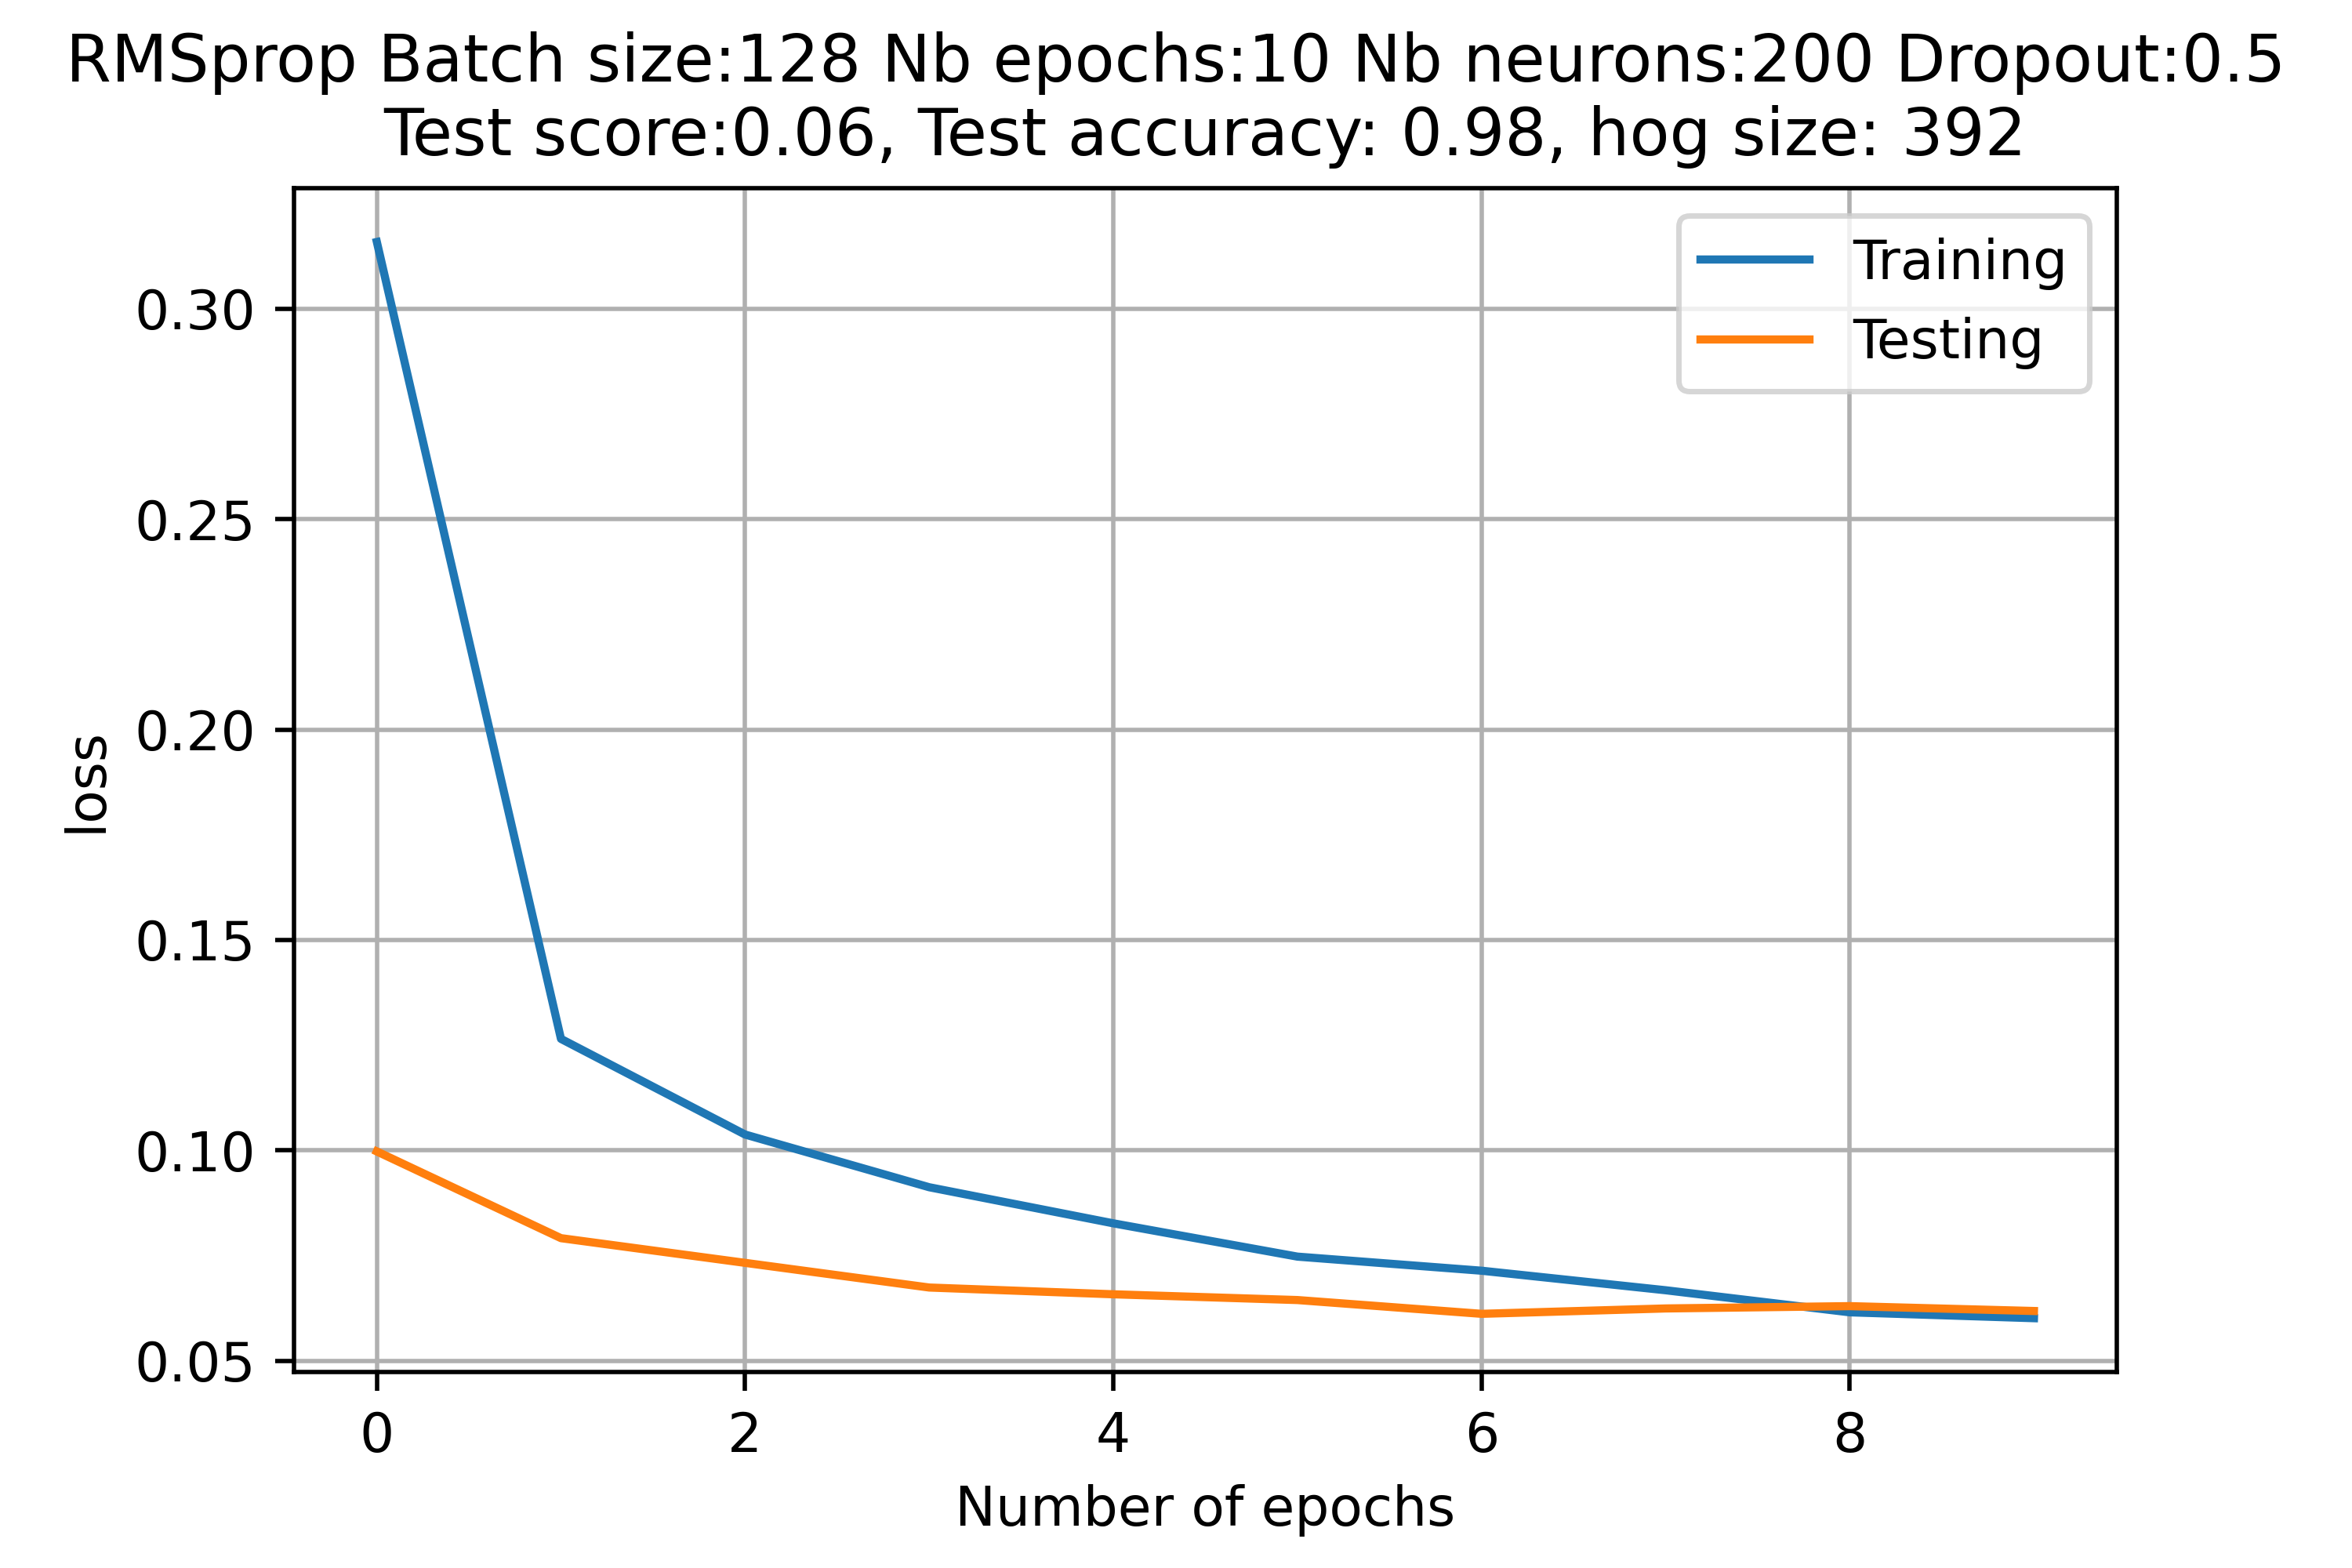 RMSprop Batch size:128 Nb epochs:10 Nb neurons:200 Dropout:0.5
Test score:0.06, Test accuracy: 0.98, hog size: 392
Training
Testing
0.30
0.25
0.20
0.15
0.10
0.05
loss
0 2 4 6 8
Number of epochs